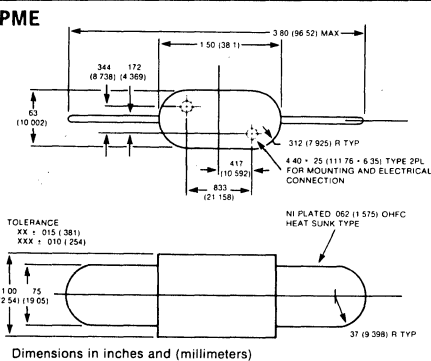 PME
3.80 (96 52) MAX
1 50 (38 1)
344 172
(8 738) (4 369)
63
(10 002)
312 (7 925) R TYP
417
(10 592)
4 40 · 25 (111 76 · 6 35) TYPE 2PL
FOR MOUNTING AND ELECTRICAL
CONNECTION
833
(21 158)
TOLERANCE
XX ± 015 ( 381)
XXX ± 010 ( 254)
NI PLATED 062 (1 575) OHFC
HEAT SUNK TYPE
1 00 75
2 54) (19 05)
37 (9 398) R TYP
Dimensions in inches and (millimeters)